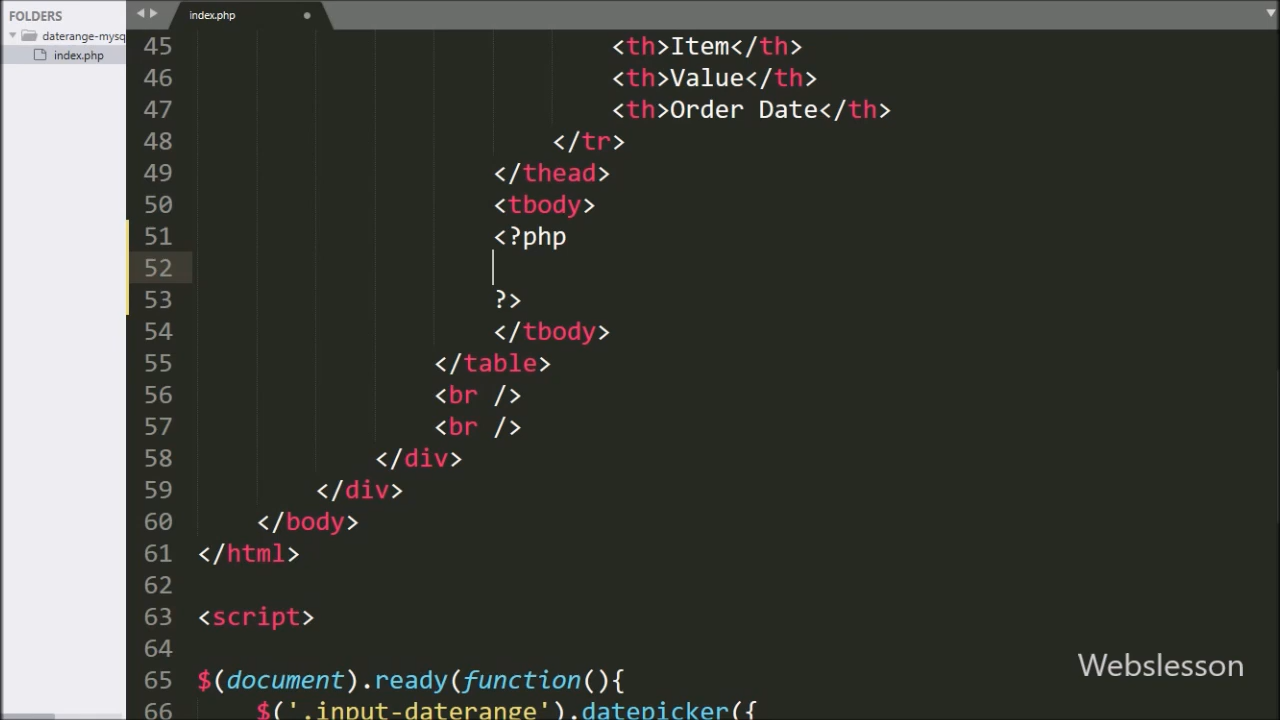 FOLDERS
daterange-mysq
index.php
index.php
45 <th>Item</th>
46 <th>Value</th>
47 <th>Order Date</th>
48 </tr>
49 </thead>
50 <tbody>
51 <?php
52
53 ?>
54 </tbody>
55 </table>
56 <br />
57 <br />
58 </div>
59 </div>
60 </body>
61 </html>
62
63 <script>
64
65 $(document).ready(function(){
66 $('.input-daterange').datepicker({
Webslesson